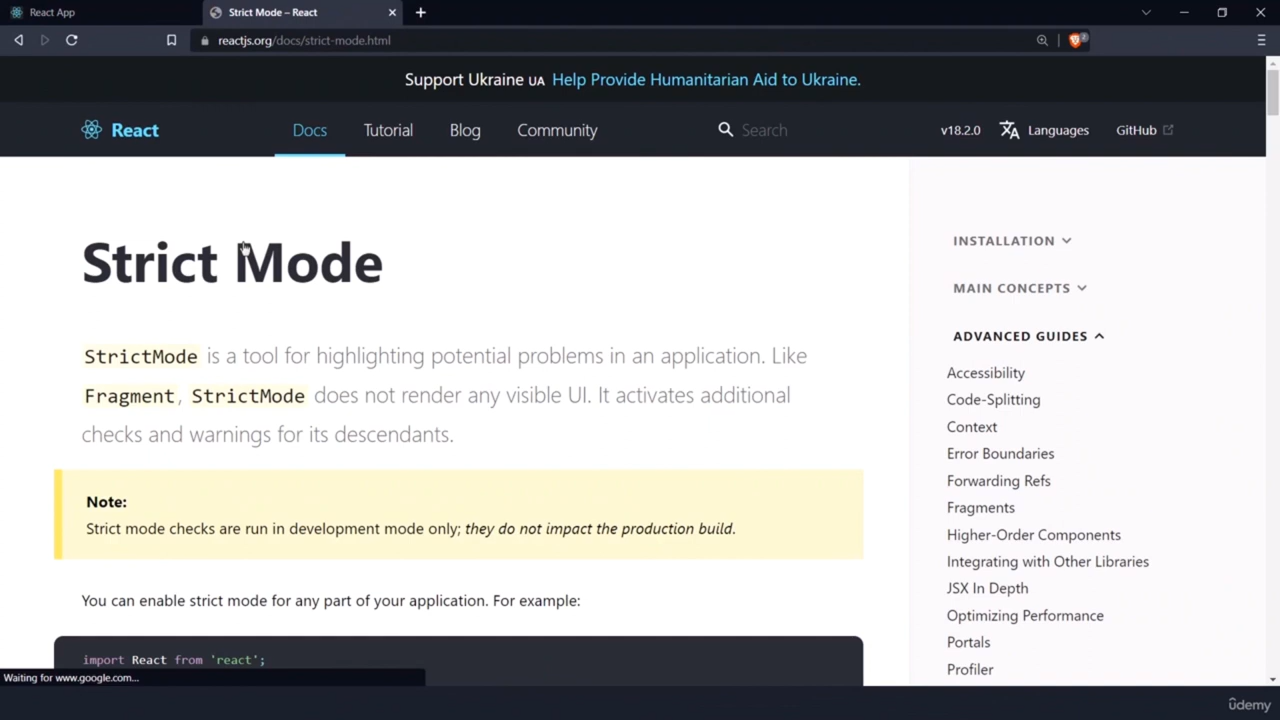 React App
Strict Mode – React
reactjs.org/docs/strict-mode.html
2
Support Ukraine UA Help Provide Humanitarian Aid to Ukraine.
React
Docs
Tutorial
Blog
Community
Search
v18.2.0
Languages
GitHub
Strict Mode
StrictMode is a tool for highlighting potential problems in an application. Like
Fragment, StrictMode does not render any visible UI. It activates additional
checks and warnings for its descendants.
Note:
Strict mode checks are run in development mode only; they do not impact the production build.
You can enable strict mode for any part of your application. For example:
import React from 'react';
INSTALLATION
MAIN CONCEPTS
ADVANCED GUIDES
Accessibility
Code-Splitting
Context
Error Boundaries
Forwarding Refs
Fragments
Higher-Order Components
Integrating with Other Libraries
JSX In Depth
Optimizing Performance
Portals
Profiler
Waiting for www.google.com...
ûdemy